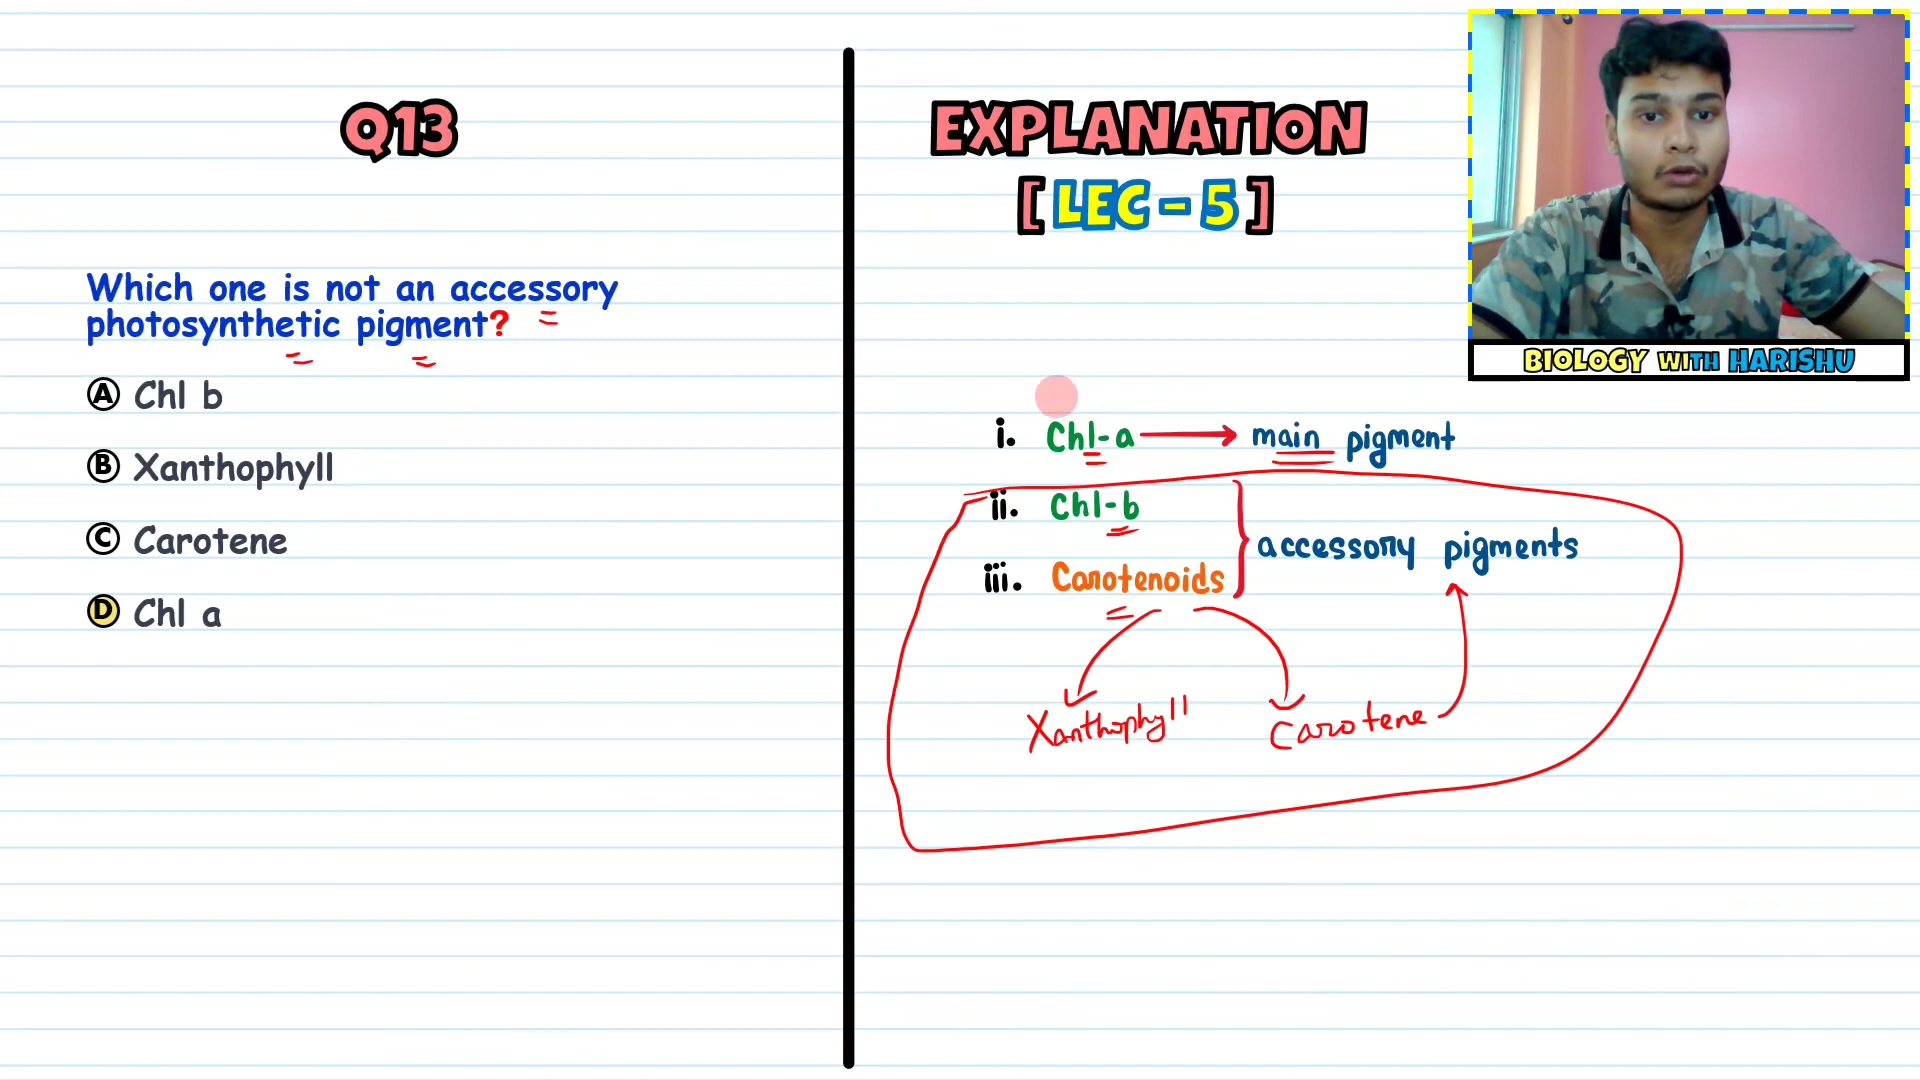 Q13
Which one is not an accessory
photosynthetic pigment?
A Chl b
B Xanthophyll
C Carotene
D Chl a
EXPLANATION
[ LEC - 5 ]
BIOLOGY WITH HARISHU
i. Chl-a → main pigment
ii. Chl-b
accessory pigments
iii. Carotenoids
Xanthophyll Carotene